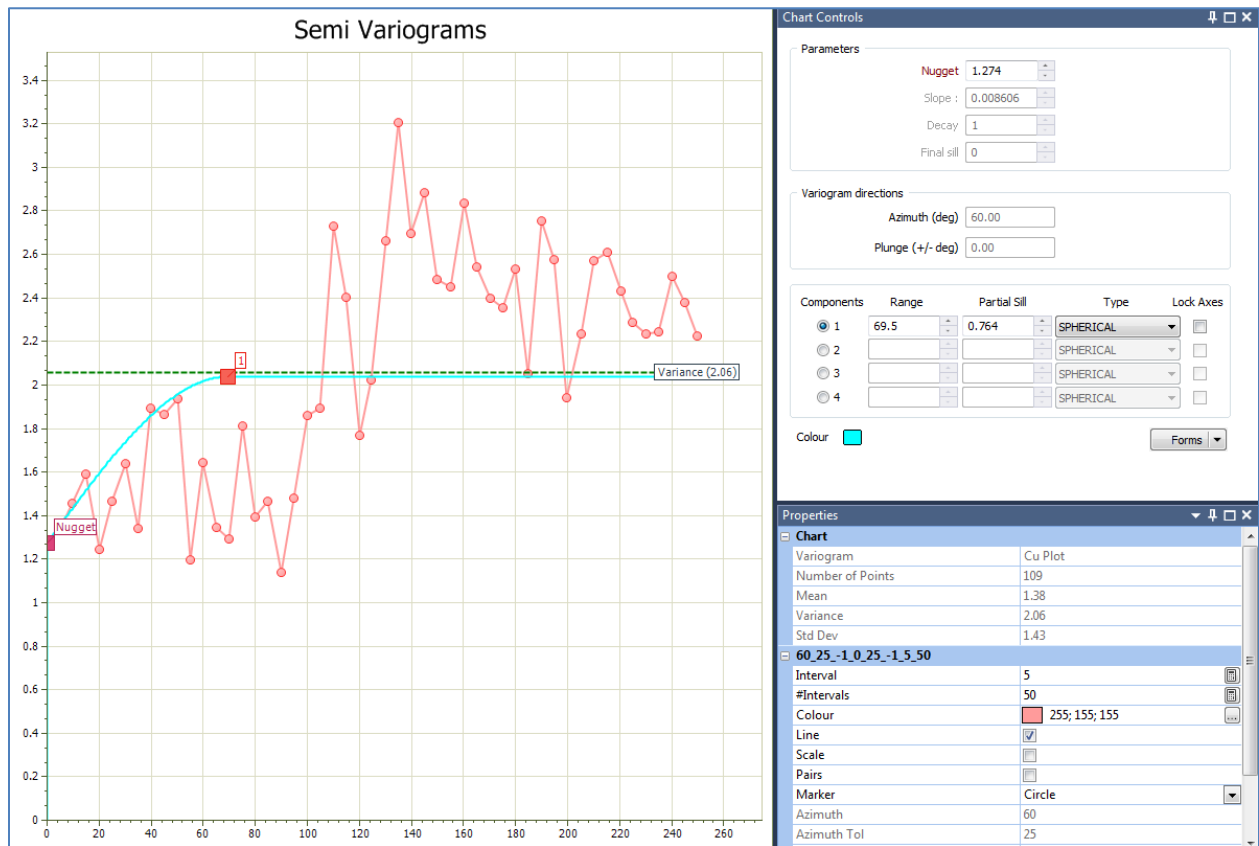 Semi Variograms
3.4
3.2
3
2.8
2.6
2.4
2.2
2
1.8
1.6
1.4
1.2
1
0.8
0.6
0.4
0.2
0
1
Variance (2.06)
Nugget
0 20 40 60 80 100 120 140 160 180 200 220 240 260
Chart Controls
Parameters
Nugget 1.274
Slope : 0.008606
Decay 1
Final sill 0
Variogram directions
Azimuth (deg) 60.00
Plunge (+/- deg) 0.00
Components Range Partial Sill Type Lock Axes
1 69.5 0.764 SPHERICAL
2 SPHERICAL
3 SPHERICAL
4 SPHERICAL
Colour Forms
Properties
Chart
Variogram Cu Plot
Number of Points 109
Mean 1.38
Variance 2.06
Std Dev 1.43
60_25_-1_0_25_-1_5_50
Interval 5
#Intervals 50
Colour 255; 155; 155
Line
Scale
Pairs
Marker Circle
Azimuth 60
Azimuth Tol 25